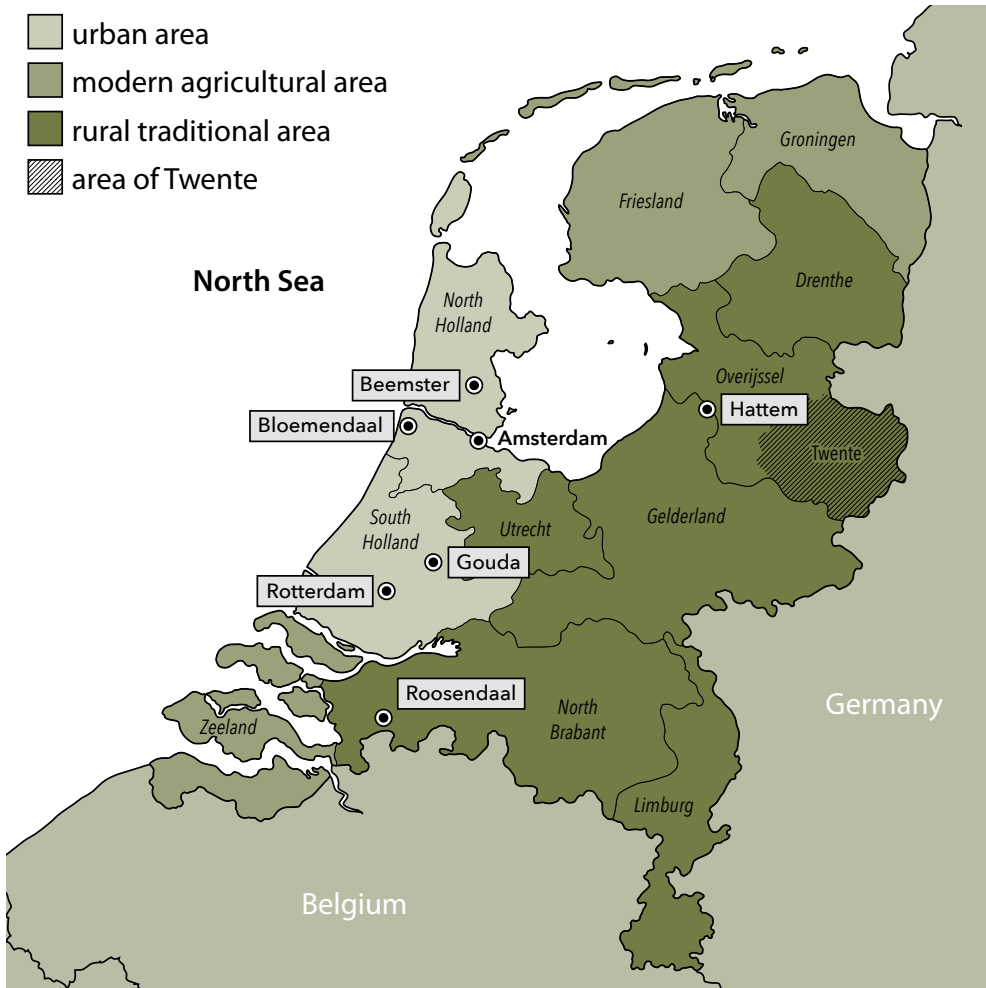 urban area
modern agricultural area
rural traditional area
area of Twente
Groningen
Friesland
North Sea
Drenthe
North
Holland
Beemster
Overijssel
Hattem
Bloemendaal
Amsterdam
Twente
South
Holland
Utrecht
Gelderland
Gouda
Rotterdam
Roosendaal
Germany
North
Brabant
Zeeland
Limburg
Belgium